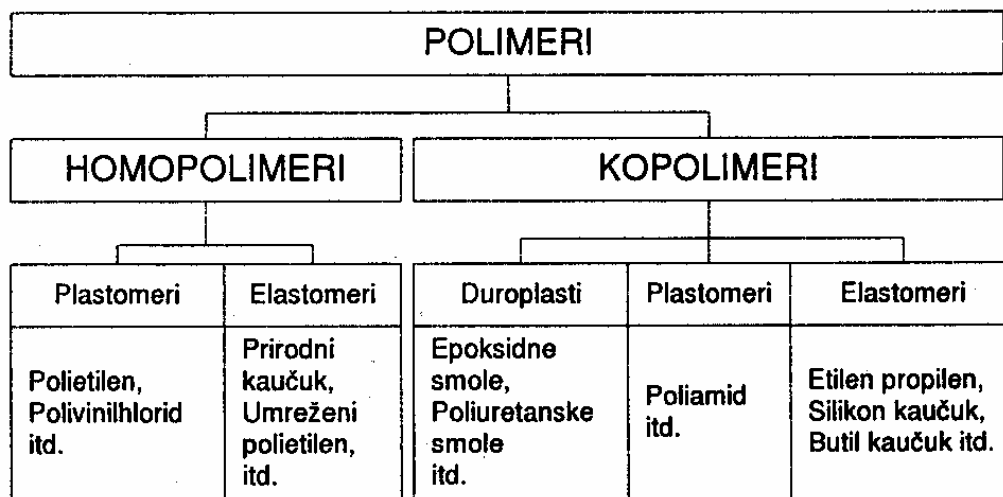 POLIMERI
HOMOPOLIMERI
KOPOLIMERI
Plastomeri
Elastomeri
Duroplasti
Plastomeri
Elastomeri
Polietilen,
Polivinilhlorid
itd.
Prirodni
kaučuk,
Umreženi
polietilen,
itd.
Epoksidne
smole,
Poliuretanske
smole
itd.
Poliamid
itd.
Etilen propilen,
Silikon kaučuk,
Butil kaučuk itd.